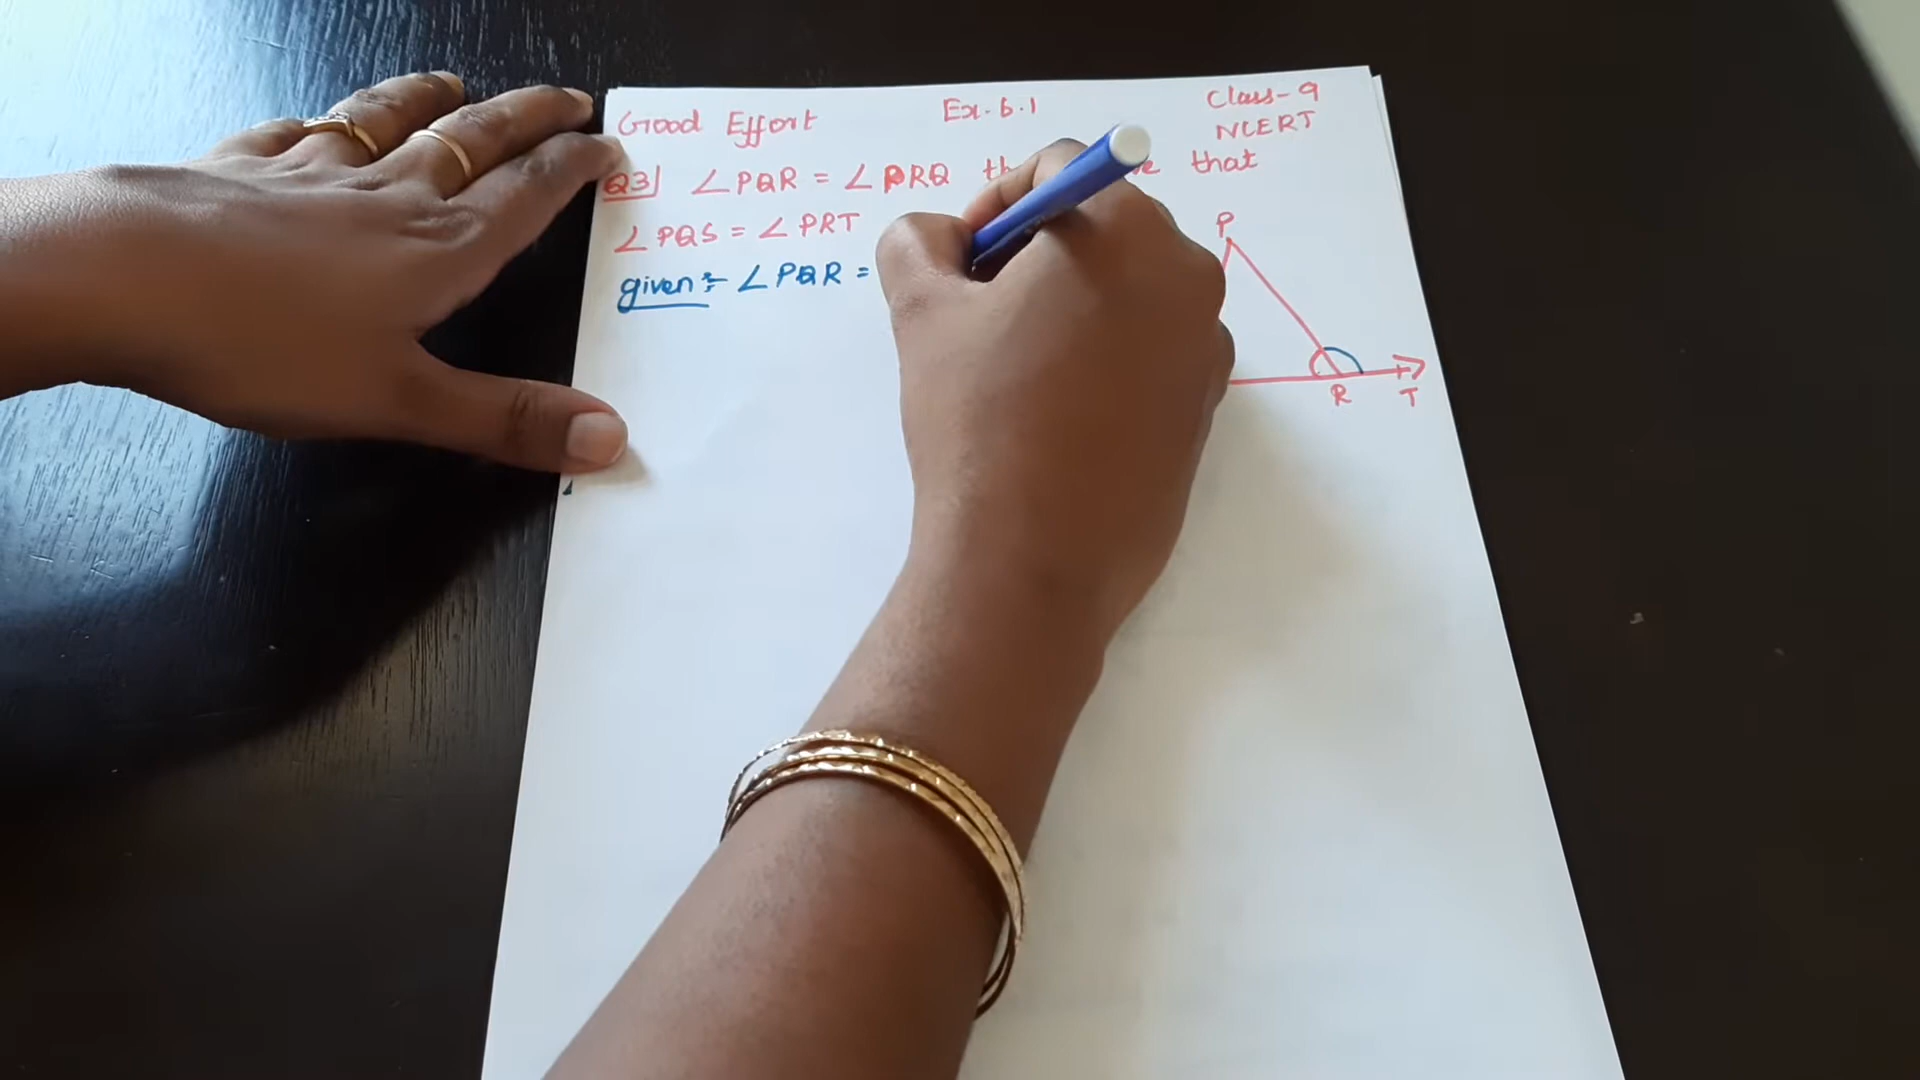 Good Effort Ex. 6.1 Class-9
NCERT
Q3) ∠PQR = ∠PRQ that
∠PQS = ∠PRT
given :- ∠PQR =
P
R T